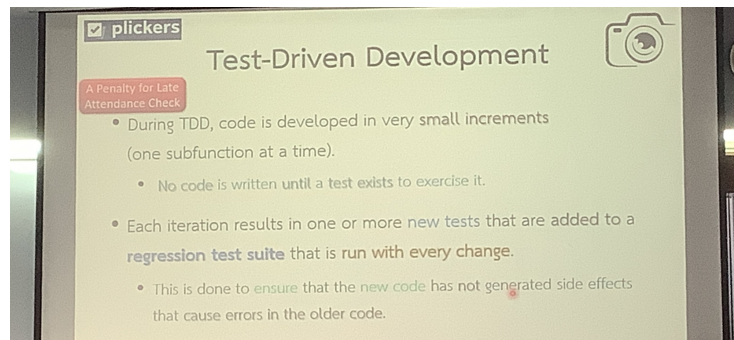 plickers
Test-Driven Development
A Penalty for Late
Attendance Check
• During TDD, code is developed in very small increments
(one subfunction at a time).
• No code is written until a test exists to exercise it.
• Each iteration results in one or more new tests that are added to a
regression test suite that is run with every change.
• This is done to ensure that the new code has not generated side effects
that cause errors in the older code.